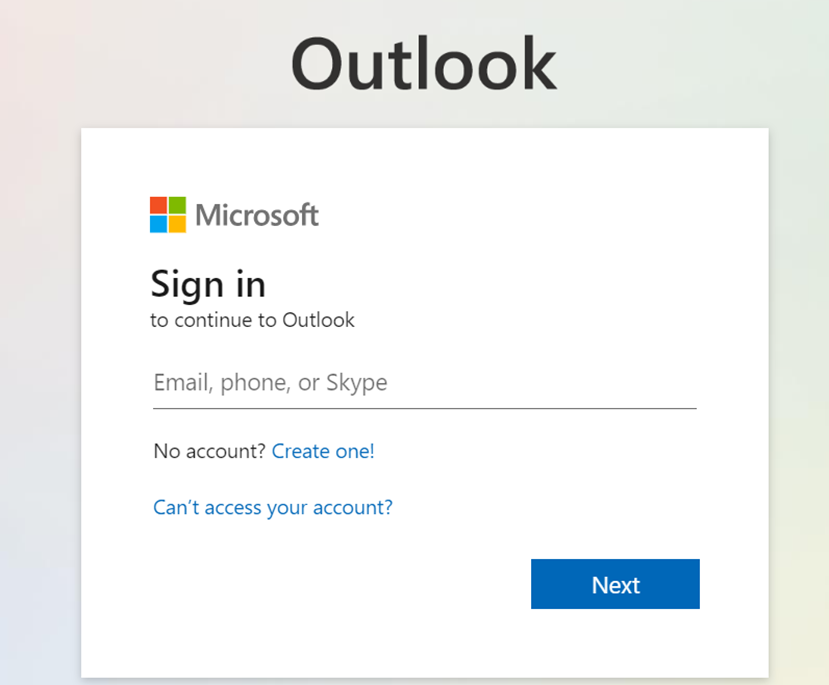 Outlook
Microsoft
Sign in
to continue to Outlook
Email, phone, or Skype
No account? Create one!
Can’t access your account?
Next